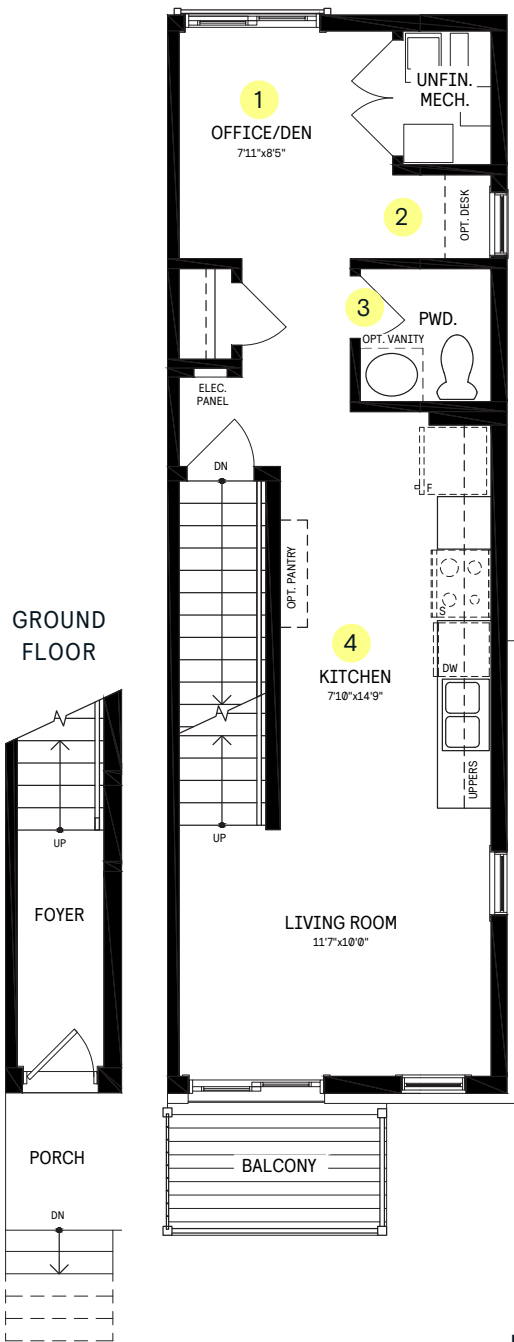 1
OFFICE/DEN
7'11"x8'5"
UNFIN.
MECH.
2
OPT. DESK
3
PWD.
OPT. VANITY
ELEC.
PANEL
DN
F
OPT. PANTRY
S
4
KITCHEN
7'10"x14'9"
DW
UPPERS
UP
LIVING ROOM
11'7"x10'0"
BALCONY
GROUND
FLOOR
UP
FOYER
PORCH
DN